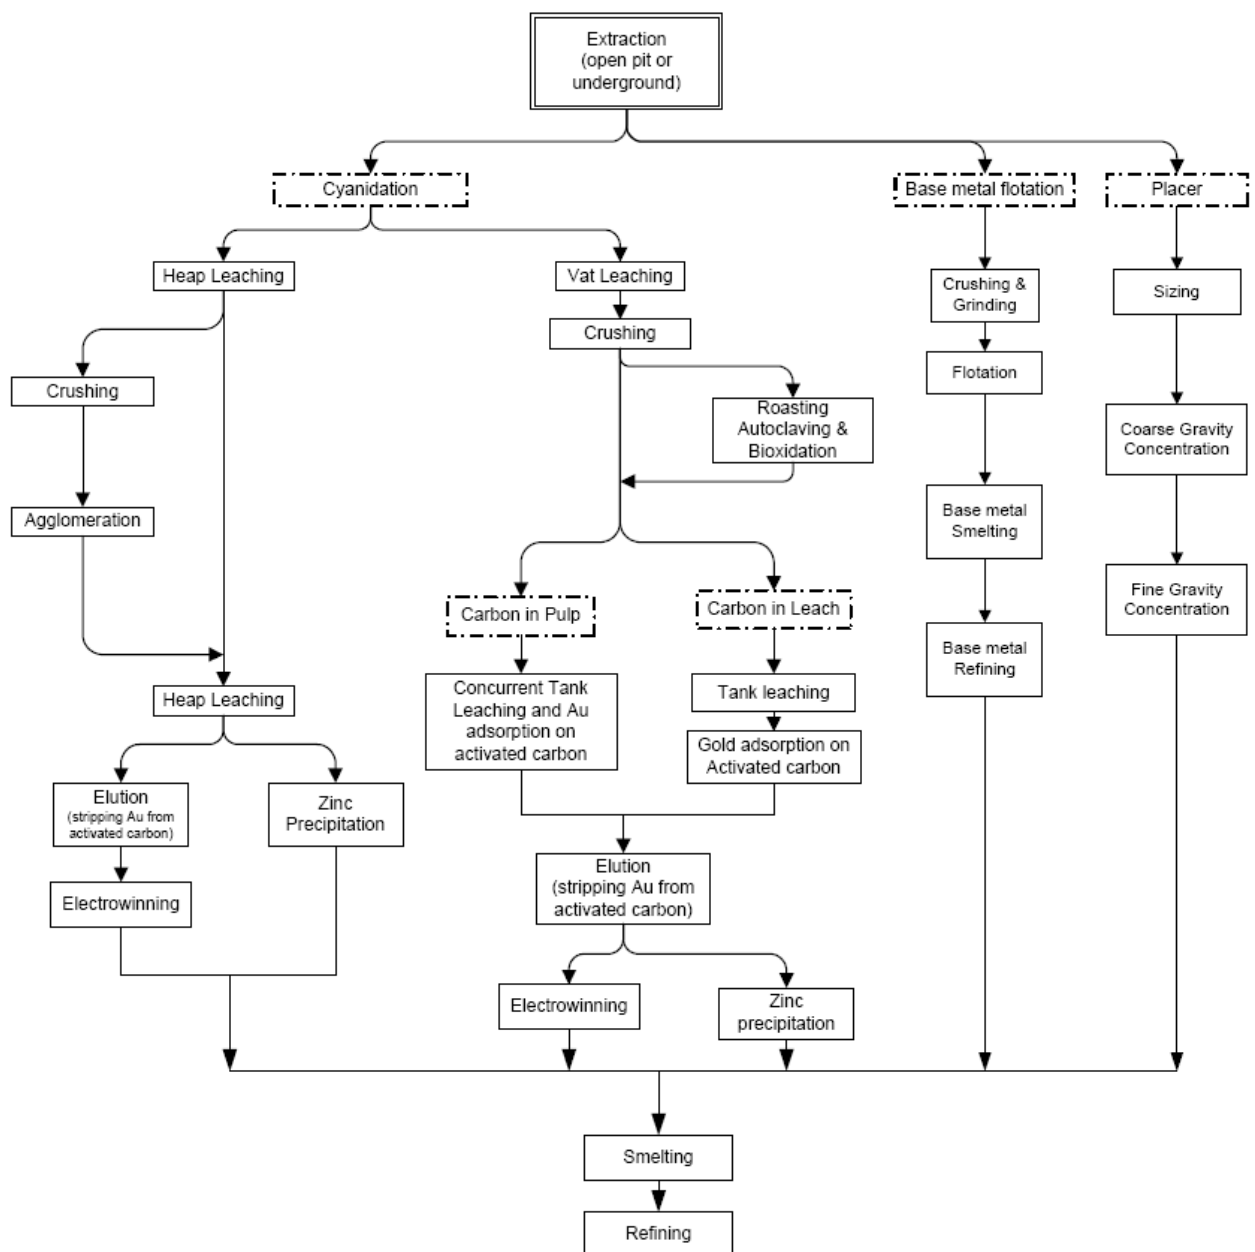 Extraction
(open pit or
underground)
Cyanidation
Base metal flotation
Placer
Heap Leaching
Vat Leaching
Crushing &
Grinding
Sizing
Crushing
Flotation
Crushing
Roasting
Autoclaving &
Bioxidation
Coarse Gravity
Concentration
Agglomeration
Base metal
Smelting
Carbon in Pulp
Carbon in Leach
Fine Gravity
Concentration
Base metal
Refining
Heap Leaching
Concurrent Tank
Leaching and Au
adsorption on
activated carbon
Tank leaching
Gold adsorption on
Activated carbon
Elution
(stripping Au from
activated carbon)
Zinc
Precipitation
Elution
(stripping Au from
activated carbon)
Electrowinning
Electrowinning
Zinc
precipitation
Smelting
Refining